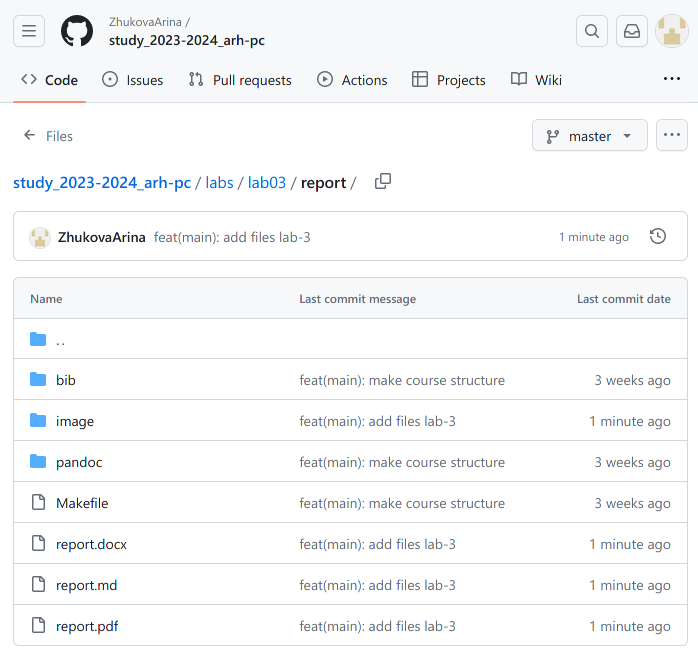 ZhukovaArina /
study_2023-2024_arh-pc
Code Issues Pull requests Actions Projects Wiki ...
Files master ...
study_2023-2024_arh-pc / labs / lab03 / report /
ZhukovaArina feat(main): add files lab-3 1 minute ago
Name Last commit message Last commit date
..
bib feat(main): make course structure 3 weeks ago
image feat(main): add files lab-3 1 minute ago
pandoc feat(main): make course structure 3 weeks ago
Makefile feat(main): make course structure 3 weeks ago
report.docx feat(main): add files lab-3 1 minute ago
report.md feat(main): add files lab-3 1 minute ago
report.pdf feat(main): add files lab-3 1 minute ago